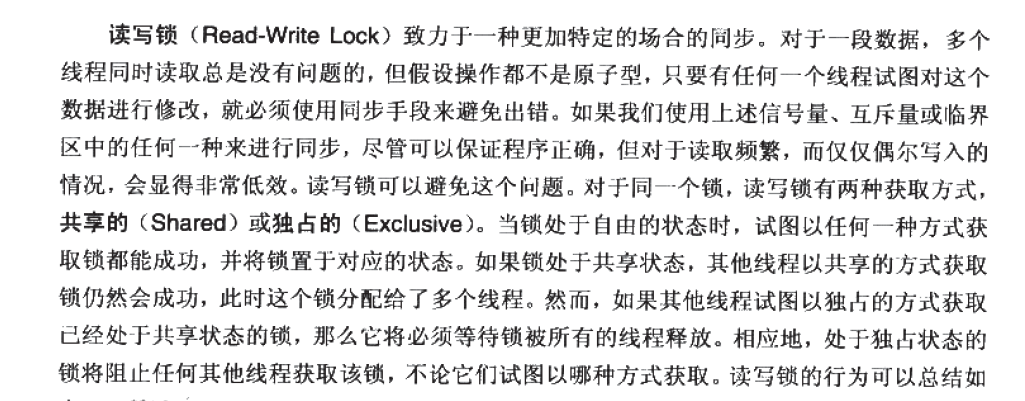 读写锁（Read-Write Lock）致力于一种更加特定的场合的同步。对于一段数据，多个
线程同时读取总是没有问题的，但假设操作都不是原子型，只要有任何一个线程试图对这个
数据进行修改，就必须使用同步手段来避免出错。如果我们使用上述信号量、互斥量或临界
区中的任何一种来进行同步，尽管可以保证程序正确，但对于读取频繁，而仅仅偶尔写入的
情况，会显得非常低效。读写锁可以避免这个问题。对于同一个锁，读写锁有两种获取方式，
共享的（Shared）或独占的（Exclusive）。当锁处于自由的状态时，试图以任何一种方式获
取锁都能成功，并将锁置于对应的状态。如果锁处于共享状态，其他线程以共享的方式获取
锁仍然会成功，此时这个锁分配给了多个线程。然而，如果其他线程试图以独占的方式获取
已经处于共享状态的锁，那么它将必须等待锁被所有的线程释放。相应地，处于独占状态的
锁将阻止任何其他线程获取该锁，不论它们试图以哪种方式获取。读写锁的行为可以总结如